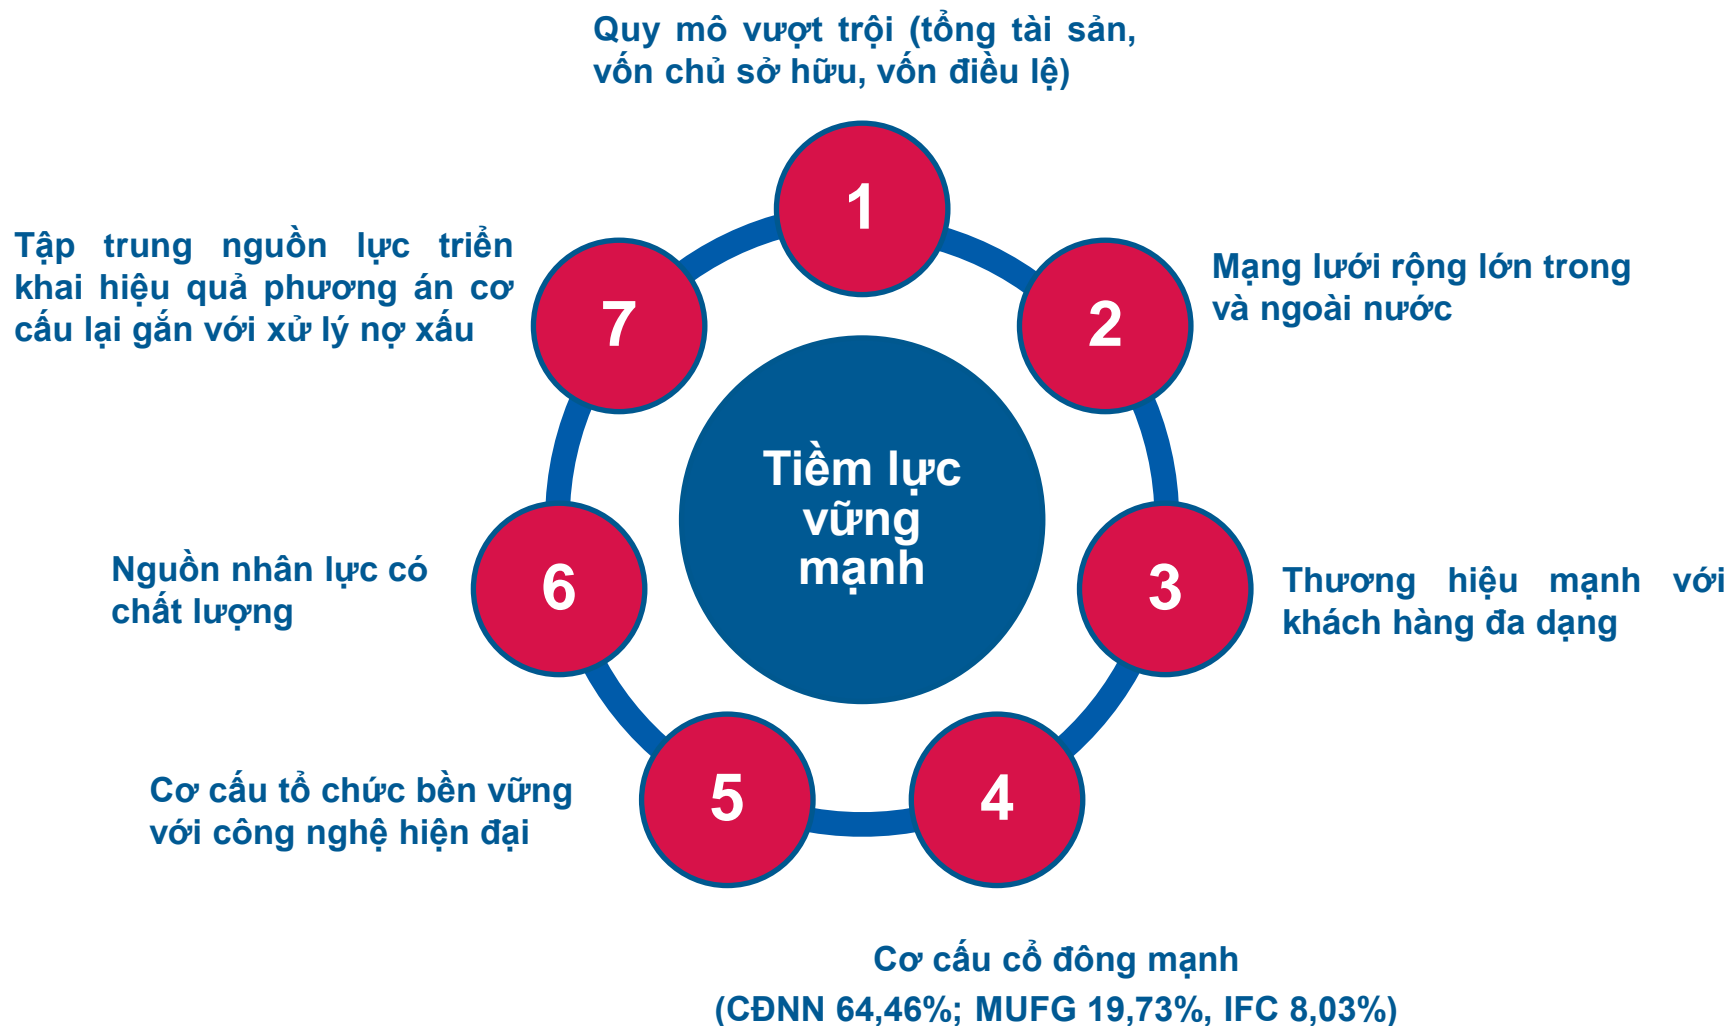 Quy mô vượt trội (tổng tài sản,
vốn chủ sở hữu, vốn điều lệ)
1
2
Mạng lưới rộng lớn trong
và ngoài nước
3
Thương hiệu mạnh với
khách hàng đa dạng
4
Cơ cấu cổ đông mạnh
(CĐNN 64,46%; MUFG 19,73%, IFC 8,03%)
5
Cơ cấu tổ chức bền vững
với công nghệ hiện đại
6
Nguồn nhân lực có
chất lượng
7
Tập trung nguồn lực triển
khai hiệu quả phương án cơ
cấu lại gắn với xử lý nợ xấu
Tiềm lực
vững
mạnh